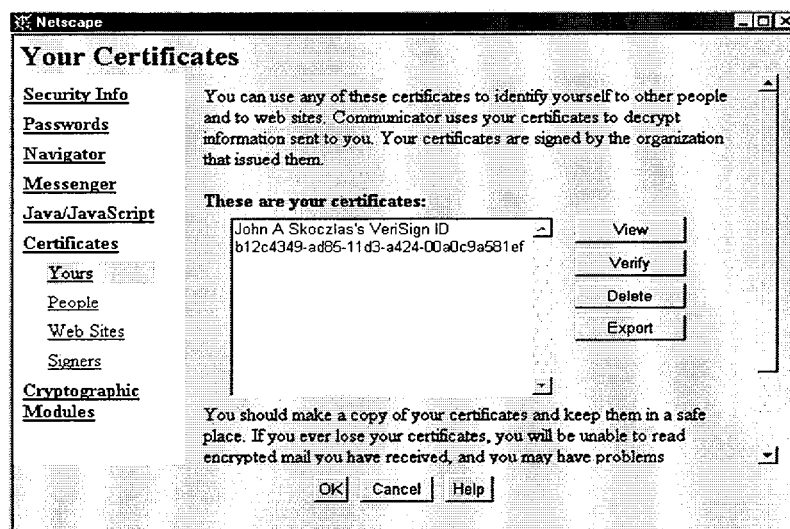 Netscape
Your Certificates
Security Info
Passwords
Navigator
Messenger
Java/JavaScript
Certificates
Yours
People
Web Sites
Signers
Cryptographic
Modules
You can use any of these certificates to identify yourself to other people
and to web sites. Communicator uses your certificates to decrypt
information sent to you. Your certificates are signed by the organization
that issued them.
These are your certificates:
John A Skoczlas's VeriSign ID
b12c4349-ad85-11d3-a424-00a0c9a581ef
View
Verify
Delete
Export
You should make a copy of your certificates and keep them in a safe
place. If you ever lose your certificates, you will be unable to read
encrypted mail you have received, and you may have problems
OK
Cancel
Help